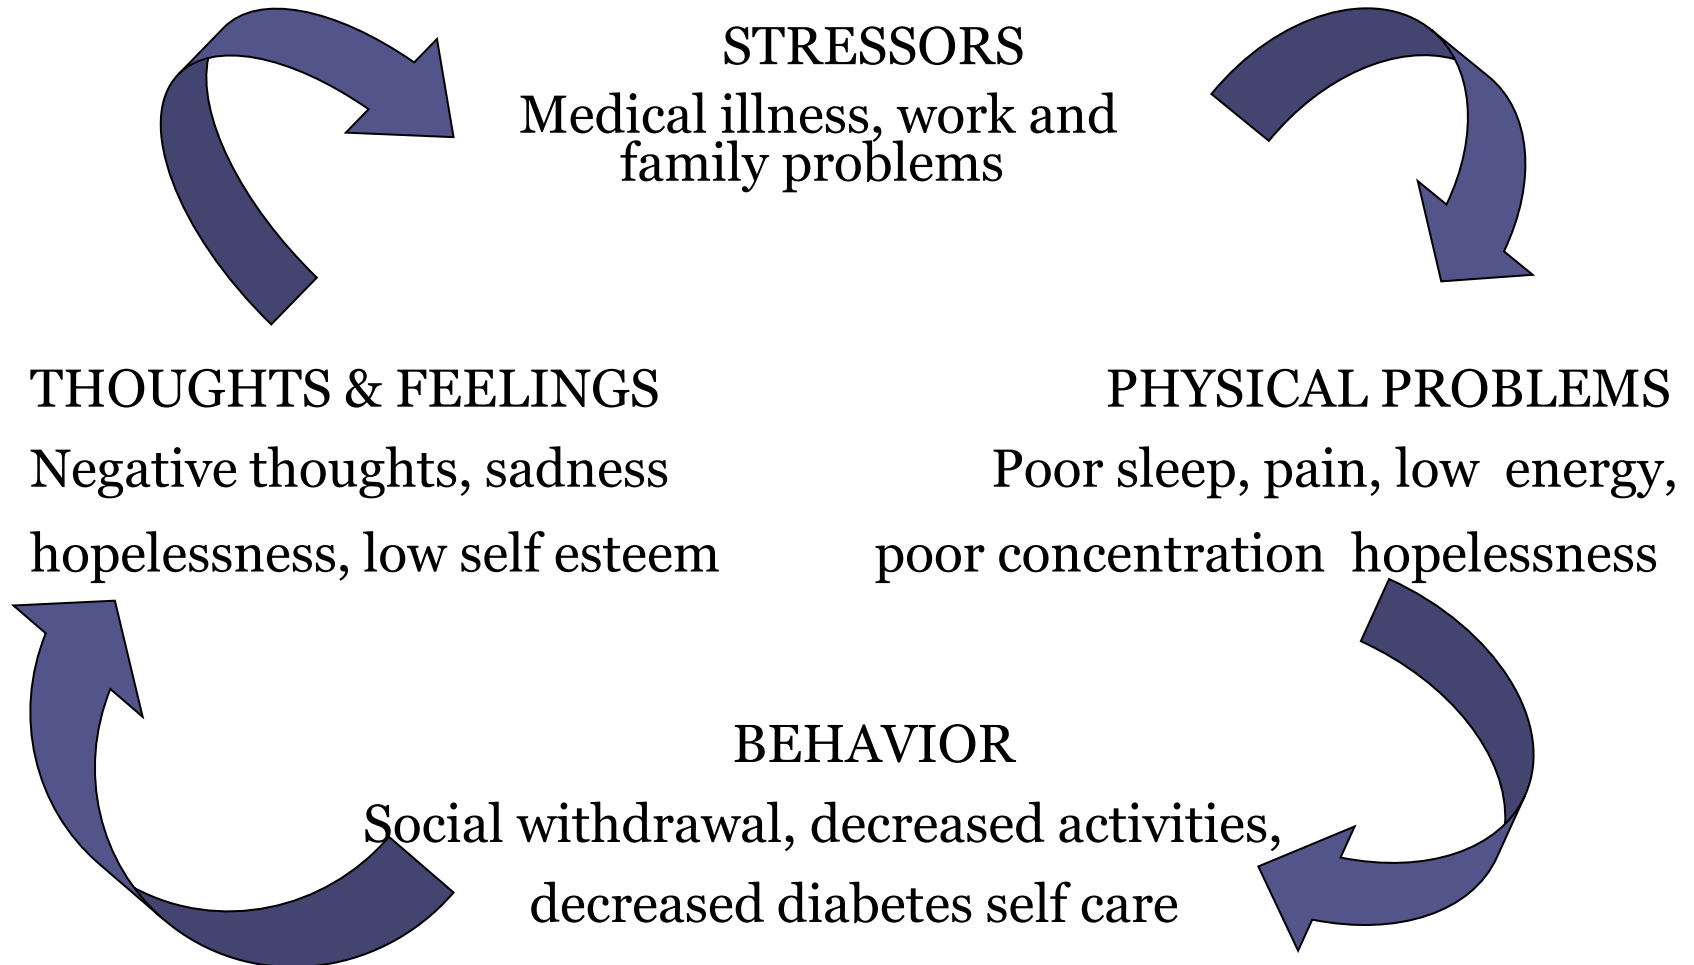 STRESSORS
Medical illness, work and
family problems
THOUGHTS & FEELINGS
Negative thoughts, sadness
hopelessness, low self esteem
PHYSICAL PROBLEMS
Poor sleep, pain, low energy,
poor concentration hopelessness
BEHAVIOR
Social withdrawal, decreased activities,
decreased diabetes self care